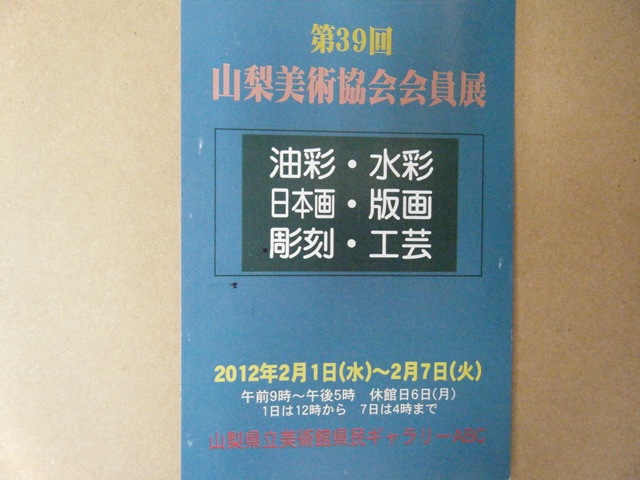 第39回
山梨美術協会会員展
油彩・水彩
日本画・版画
彫刻・工芸
2012年2月1日(水)～2月7日(火)
午前9時～午後5時　休館日6日(月)
1日は12時から　7日は4時まで
山梨県立美術館県民ギャラリーABC